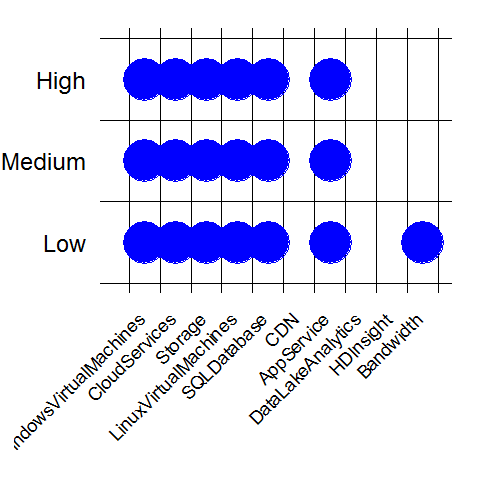 High
Medium
Low
ndowsVirtualMachines
CloudServices
Storage
LinuxVirtualMachines
SQLDatabase
CDN
AppService
DataLakeAnalytics
HDInsight
Bandwidth